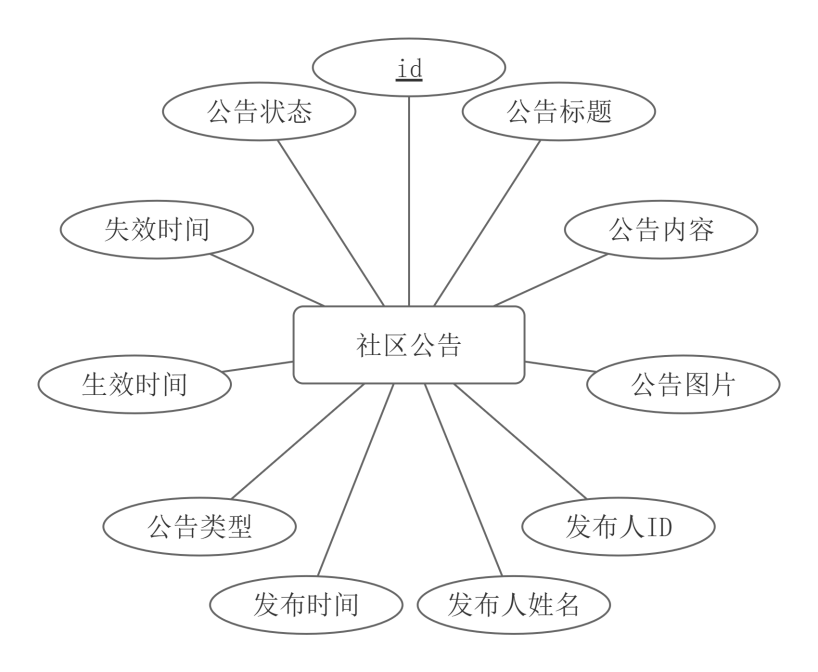 id
公告状态
公告标题
失效时间
公告内容
社区公告
生效时间
公告图片
公告类型
发布人ID
发布时间
发布人姓名